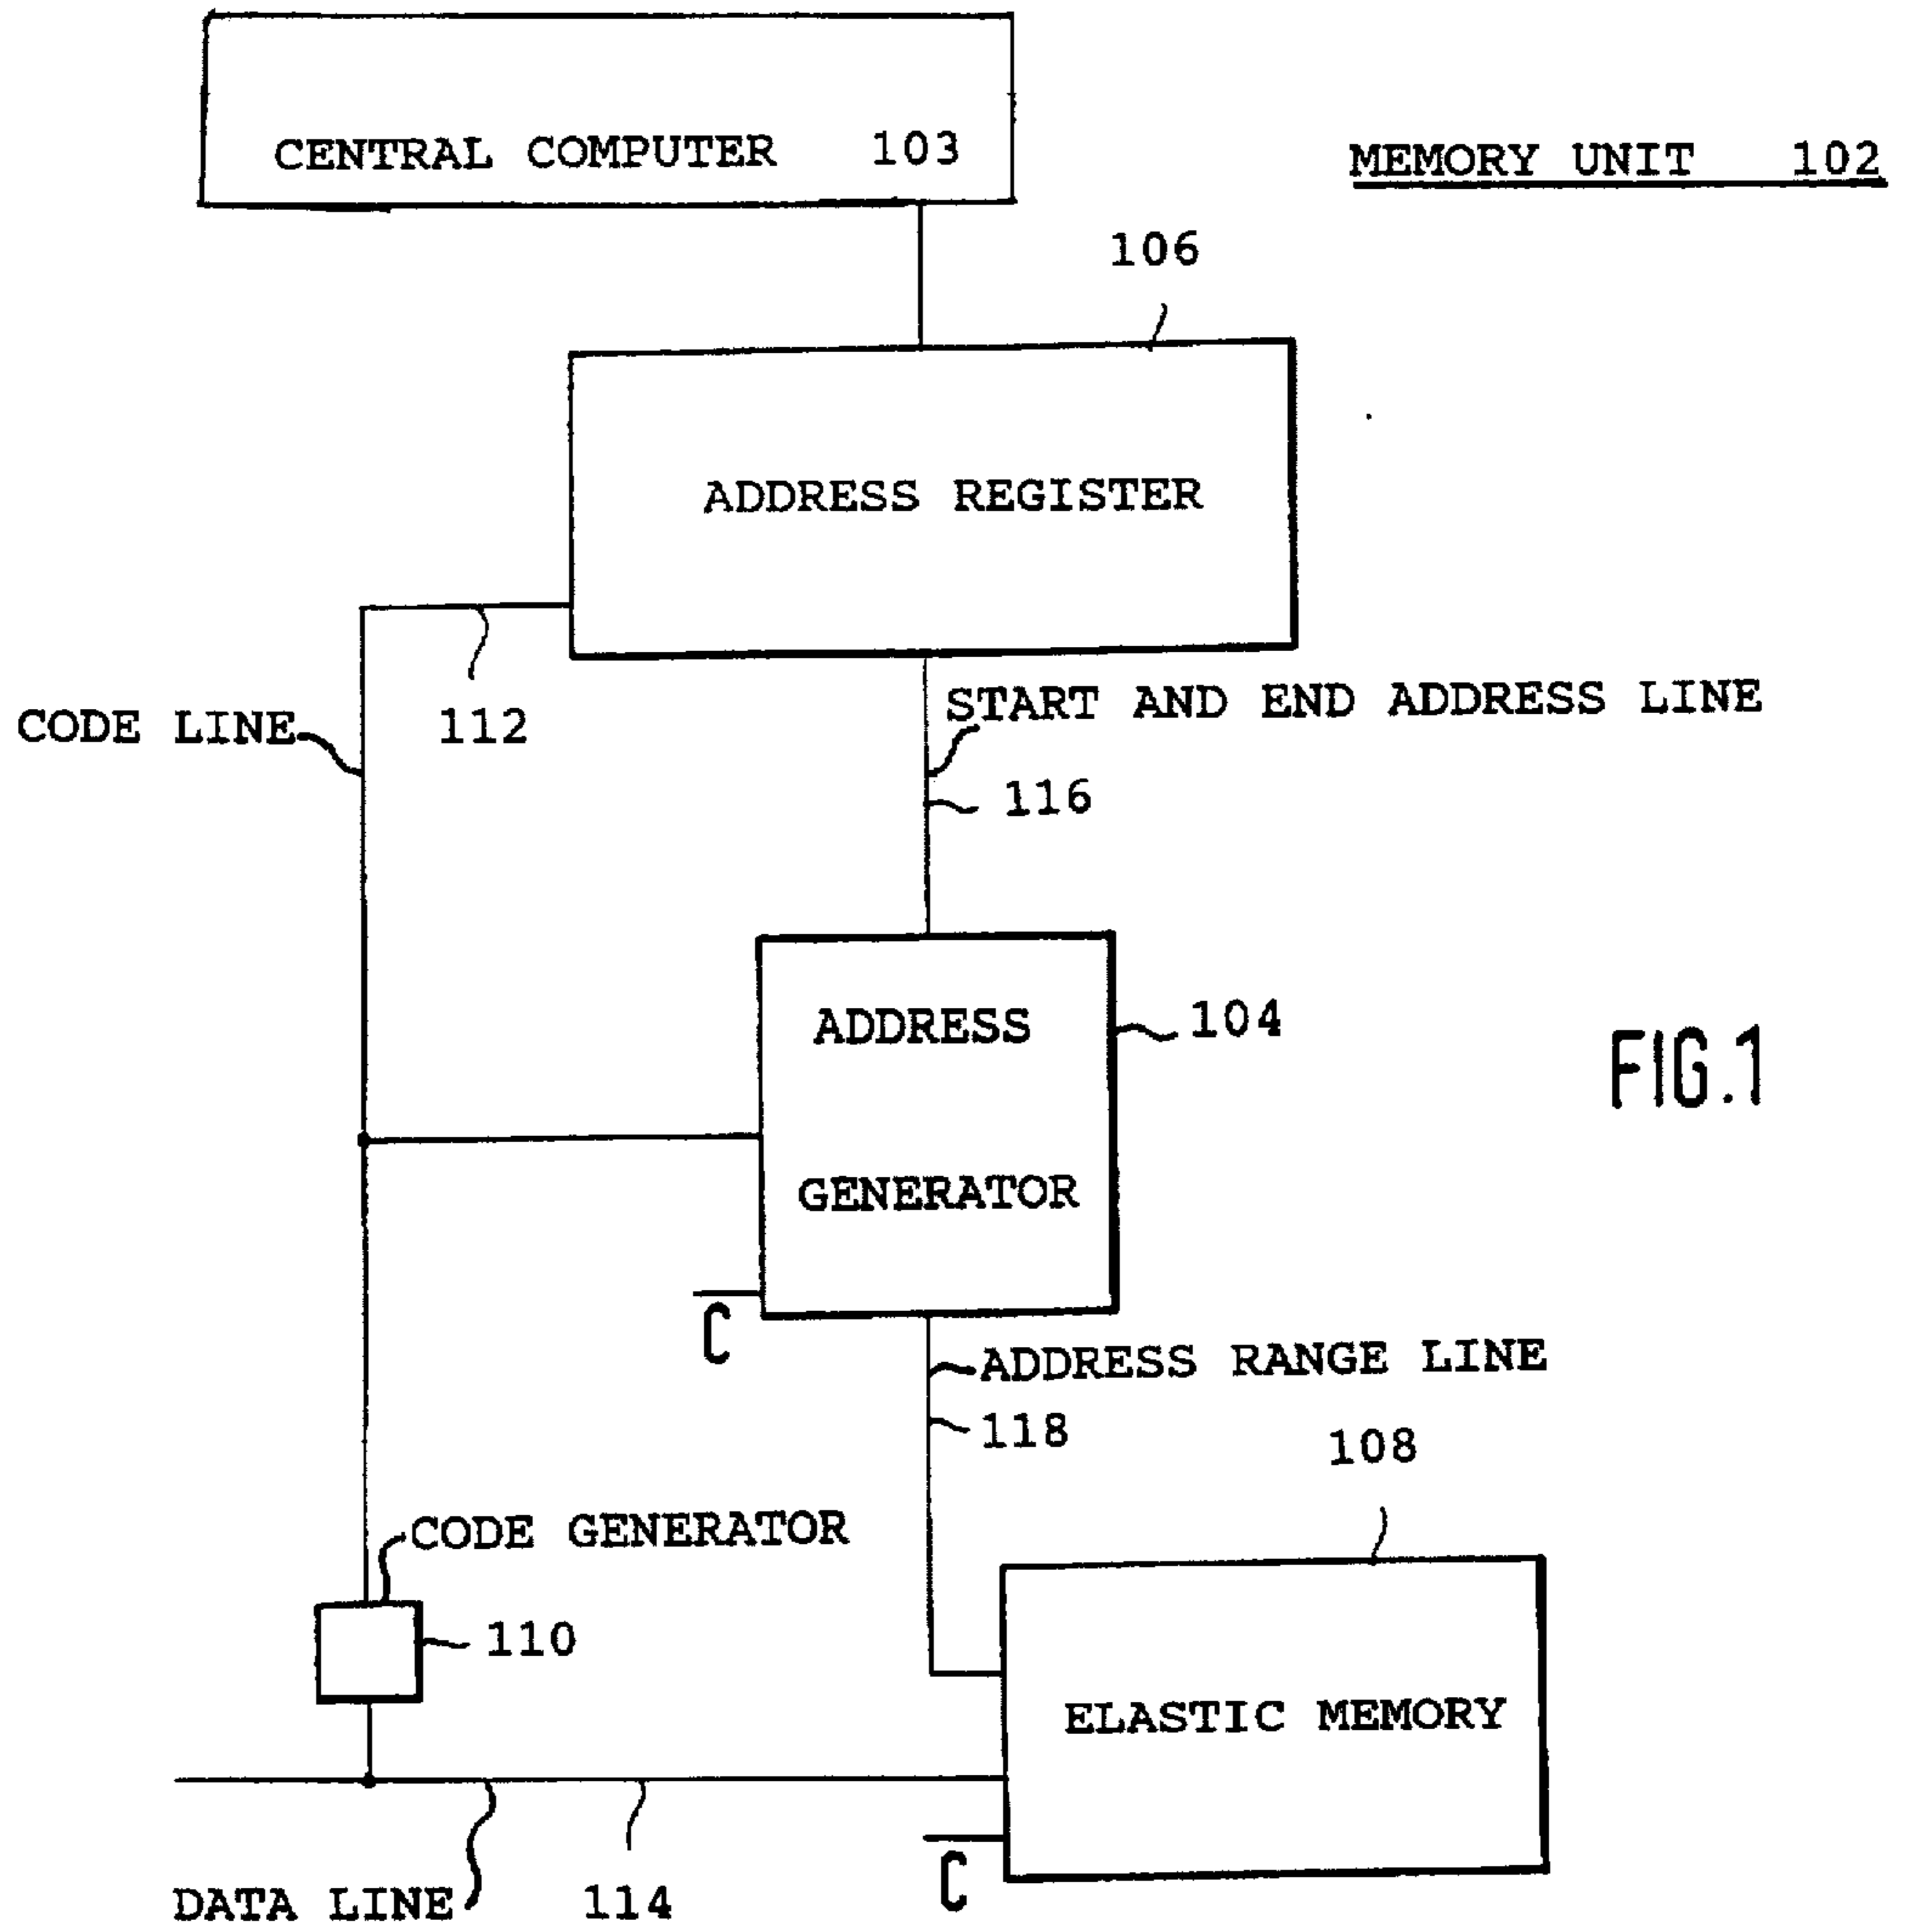 CENTRAL COMPUTER 103
MEMORY UNIT 102
106
ADDRESS REGISTER
START AND END ADDRESS LINE
CODE LINE
112
116
ADDRESS
GENERATOR
104
FIG.1
C
ADDRESS RANGE LINE
118
108
CODE GENERATOR
110
ELASTIC MEMORY
C
DATA LINE
114